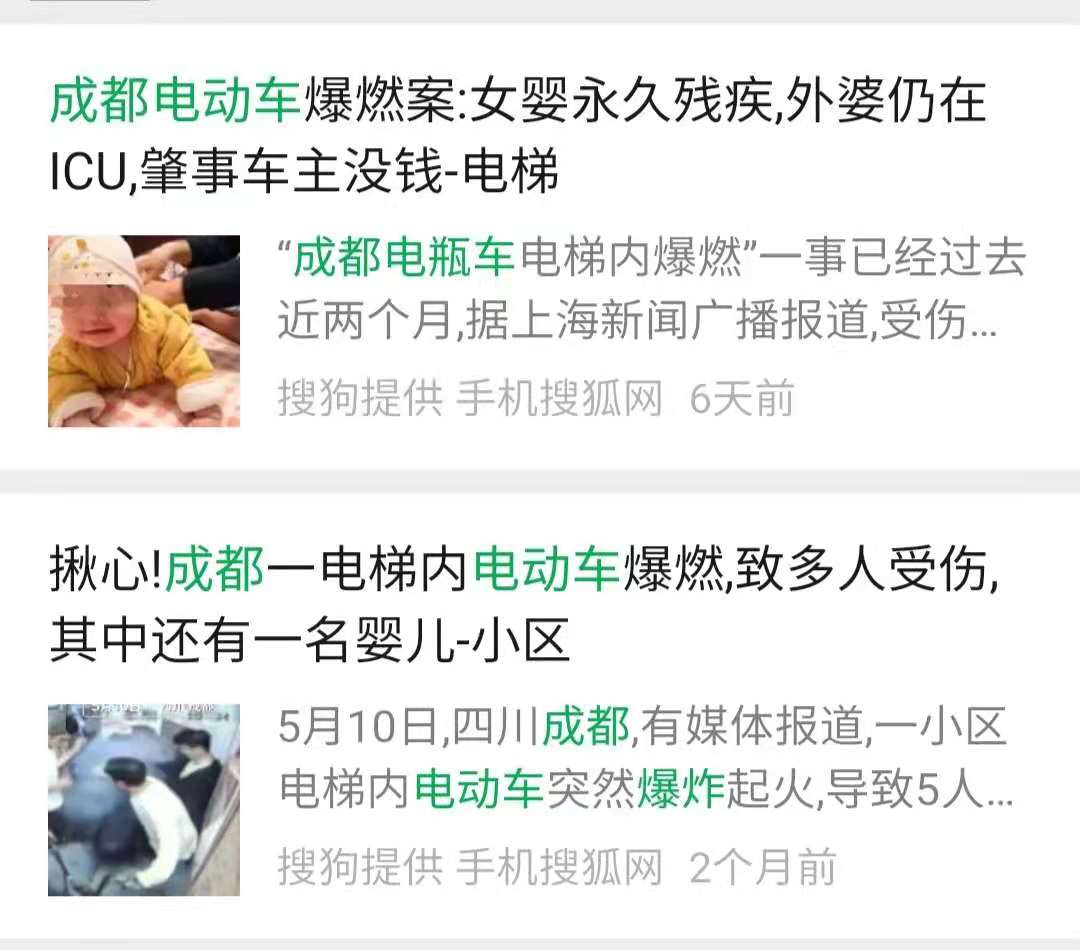 成都电动车爆燃案:女婴永久残疾,外婆仍在
ICU,肇事车主没钱-电梯
“成都电瓶车电梯内爆燃”一事已经过去
近两个月,据上海新闻广播报道,受伤...
搜狗提供 手机搜狐网 6天前
揪心!成都一电梯内电动车爆燃,致多人受伤,
其中还有一名婴儿-小区
5月10日,四川成都,有媒体报道,一小区
电梯内电动车突然爆炸起火,导致5人...
搜狗提供 手机搜狐网 2个月前